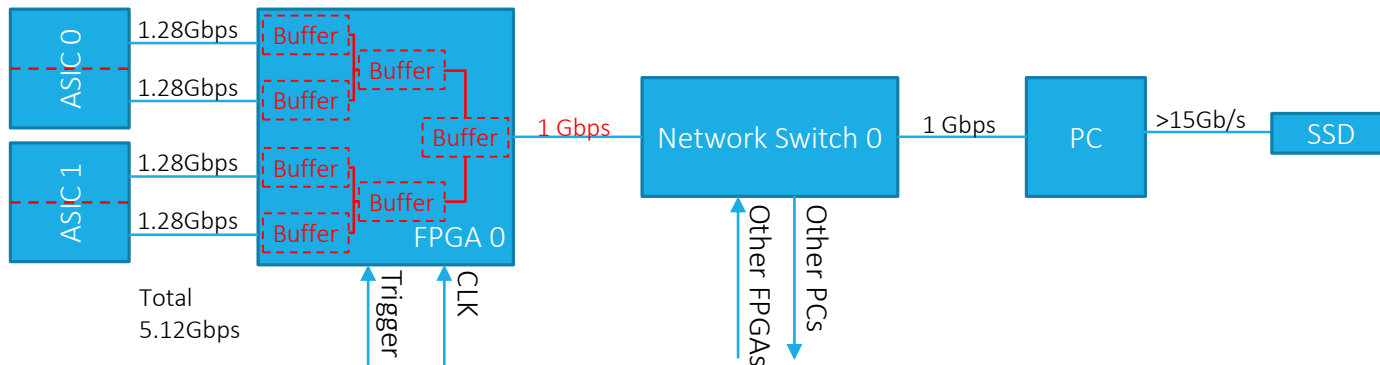 ASIC 0
1.28Gbps
1.28Gbps
ASIC 1
1.28Gbps
1.28Gbps
Total
5.12Gbps
Buffer
Buffer
Buffer
Buffer
Buffer
Buffer
Buffer
FPGA 0
Trigger
CLK
1 Gbps
Network Switch 0
Other FPGAs
Other PCs
1 Gbps
PC
>15Gb/s
SSD